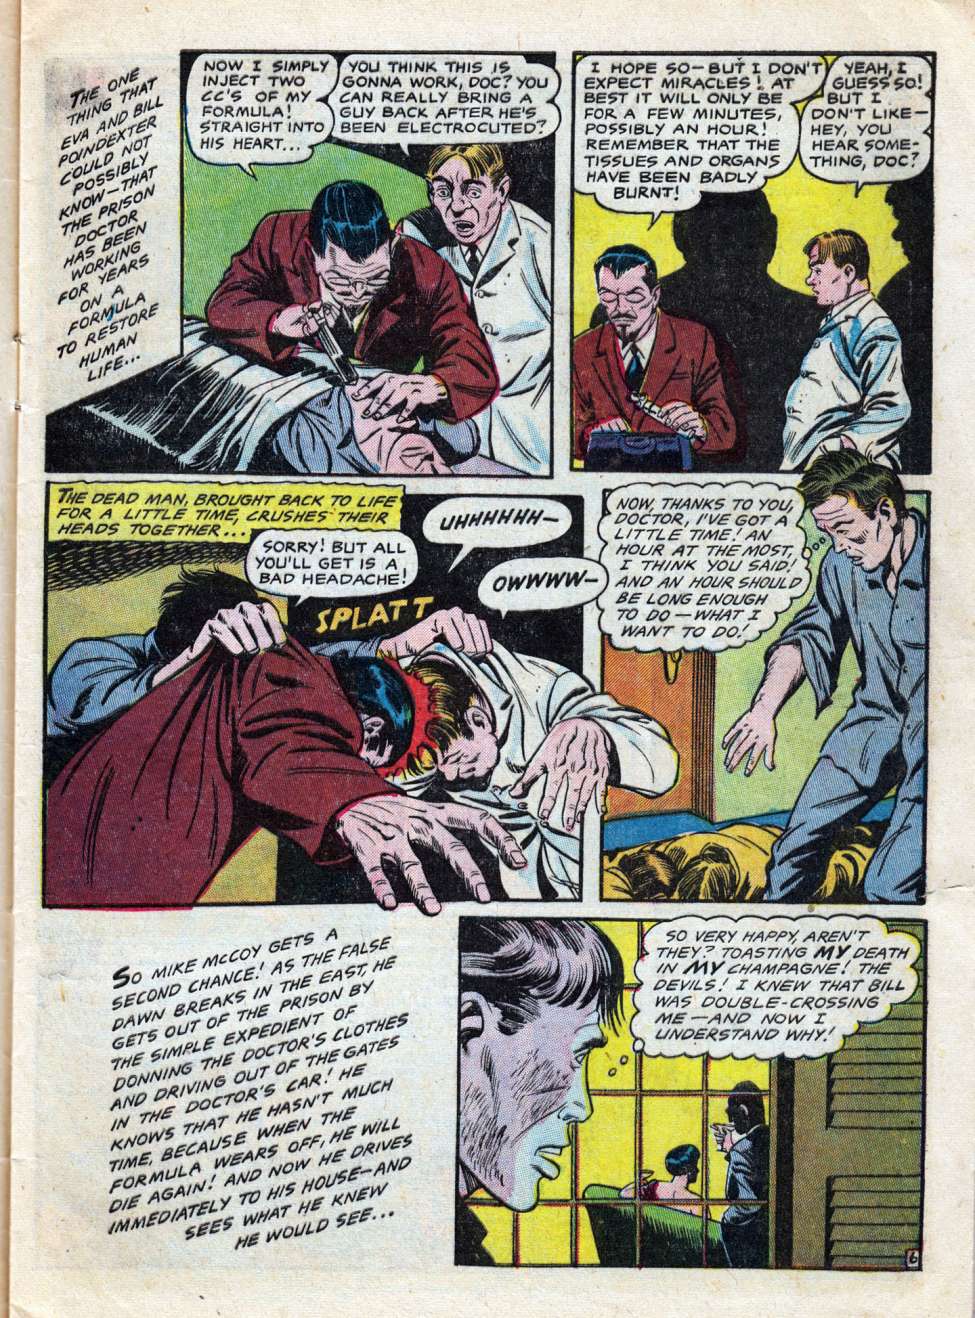 THE ONE
THING THAT
EVA AND BILL
POINDEXTER
COULD NOT
POSSIBLY
KNOW—THAT
THE PRISON
DOCTOR
HAS BEEN
WORKING
FOR YEARS
ON A
FORMULA
TO RESTORE
HUMAN
LIFE...
NOW I SIMPLY
INJECT TWO
CC'S OF MY
FORMULA!
STRAIGHT INTO
HIS HEART...
YOU THINK THIS IS
GONNA WORK, DOC? YOU
CAN REALLY BRING A
GUY BACK AFTER HE'S
BEEN ELECTROCUTED?
I HOPE SO—BUT I DON'T
EXPECT MIRACLES! AT
BEST IT WILL ONLY BE
FOR A FEW MINUTES,
POSSIBLY AN HOUR!
REMEMBER THAT THE
TISSUES AND ORGANS
HAVE BEEN BADLY
BURNT!
YEAH, I
GUESS SO!
BUT I
DON'T LIKE—
HEY, YOU
HEAR SOME-
THING, DOC?
THE DEAD MAN, BROUGHT BACK TO LIFE
FOR A LITTLE TIME, CRUSHES THEIR
HEADS TOGETHER...
SORRY! BUT ALL
YOU'LL GET IS A
BAD HEADACHE!
UHHHHHH—
OWWWW—
SPLATT
NOW, THANKS TO YOU,
DOCTOR, I'VE GOT A
LITTLE TIME! AN
HOUR AT THE MOST,
I THINK YOU SAID!
AND AN HOUR SHOULD
BE LONG ENOUGH
TO DO—WHAT I
WANT TO DO!
SO MIKE McCOY GETS A
SECOND CHANCE! AS THE FALSE
DAWN BREAKS IN THE EAST, HE
GETS OUT OF THE PRISON BY
THE SIMPLE EXPEDIENT OF
DONNING THE DOCTOR'S CLOTHES
AND DRIVING OUT OF THE GATES
IN THE DOCTOR'S CAR! HE
KNOWS THAT HE HASN'T MUCH
TIME, BECAUSE WHEN THE
FORMULA WEARS OFF, HE WILL
DIE AGAIN! AND NOW HE DRIVES
IMMEDIATELY TO HIS HOUSE—AND
SEES WHAT HE KNEW
HE WOULD SEE...
SO VERY HAPPY, AREN'T
THEY? TOASTING MY DEATH
IN MY CHAMPAGNE! THE
DEVILS! I KNEW THAT BILL
WAS DOUBLE-CROSSING
ME—AND NOW I
UNDERSTAND WHY!
6